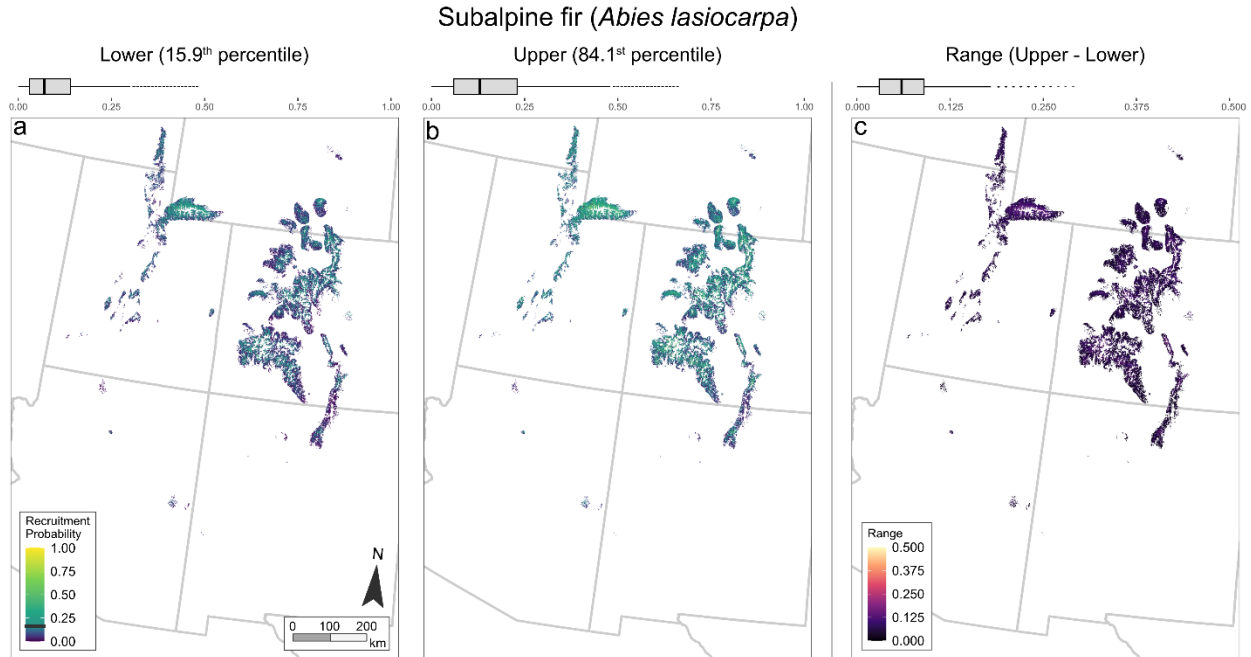 Subalpine fir (Abies lasiocarpa)
Lower (15.9th percentile)
Upper (84.1st percentile)
Range (Upper - Lower)
0.00 0.25 0.50 0.75 1.00
0.00 0.25 0.50 0.75 1.00
0.000 0.125 0.250 0.375 0.500
a
b
c
Recruitment
Probability
1.00
0.75
0.50
0.25
0.00
N
0 100 200
km
Range
0.500
0.375
0.250
0.125
0.000